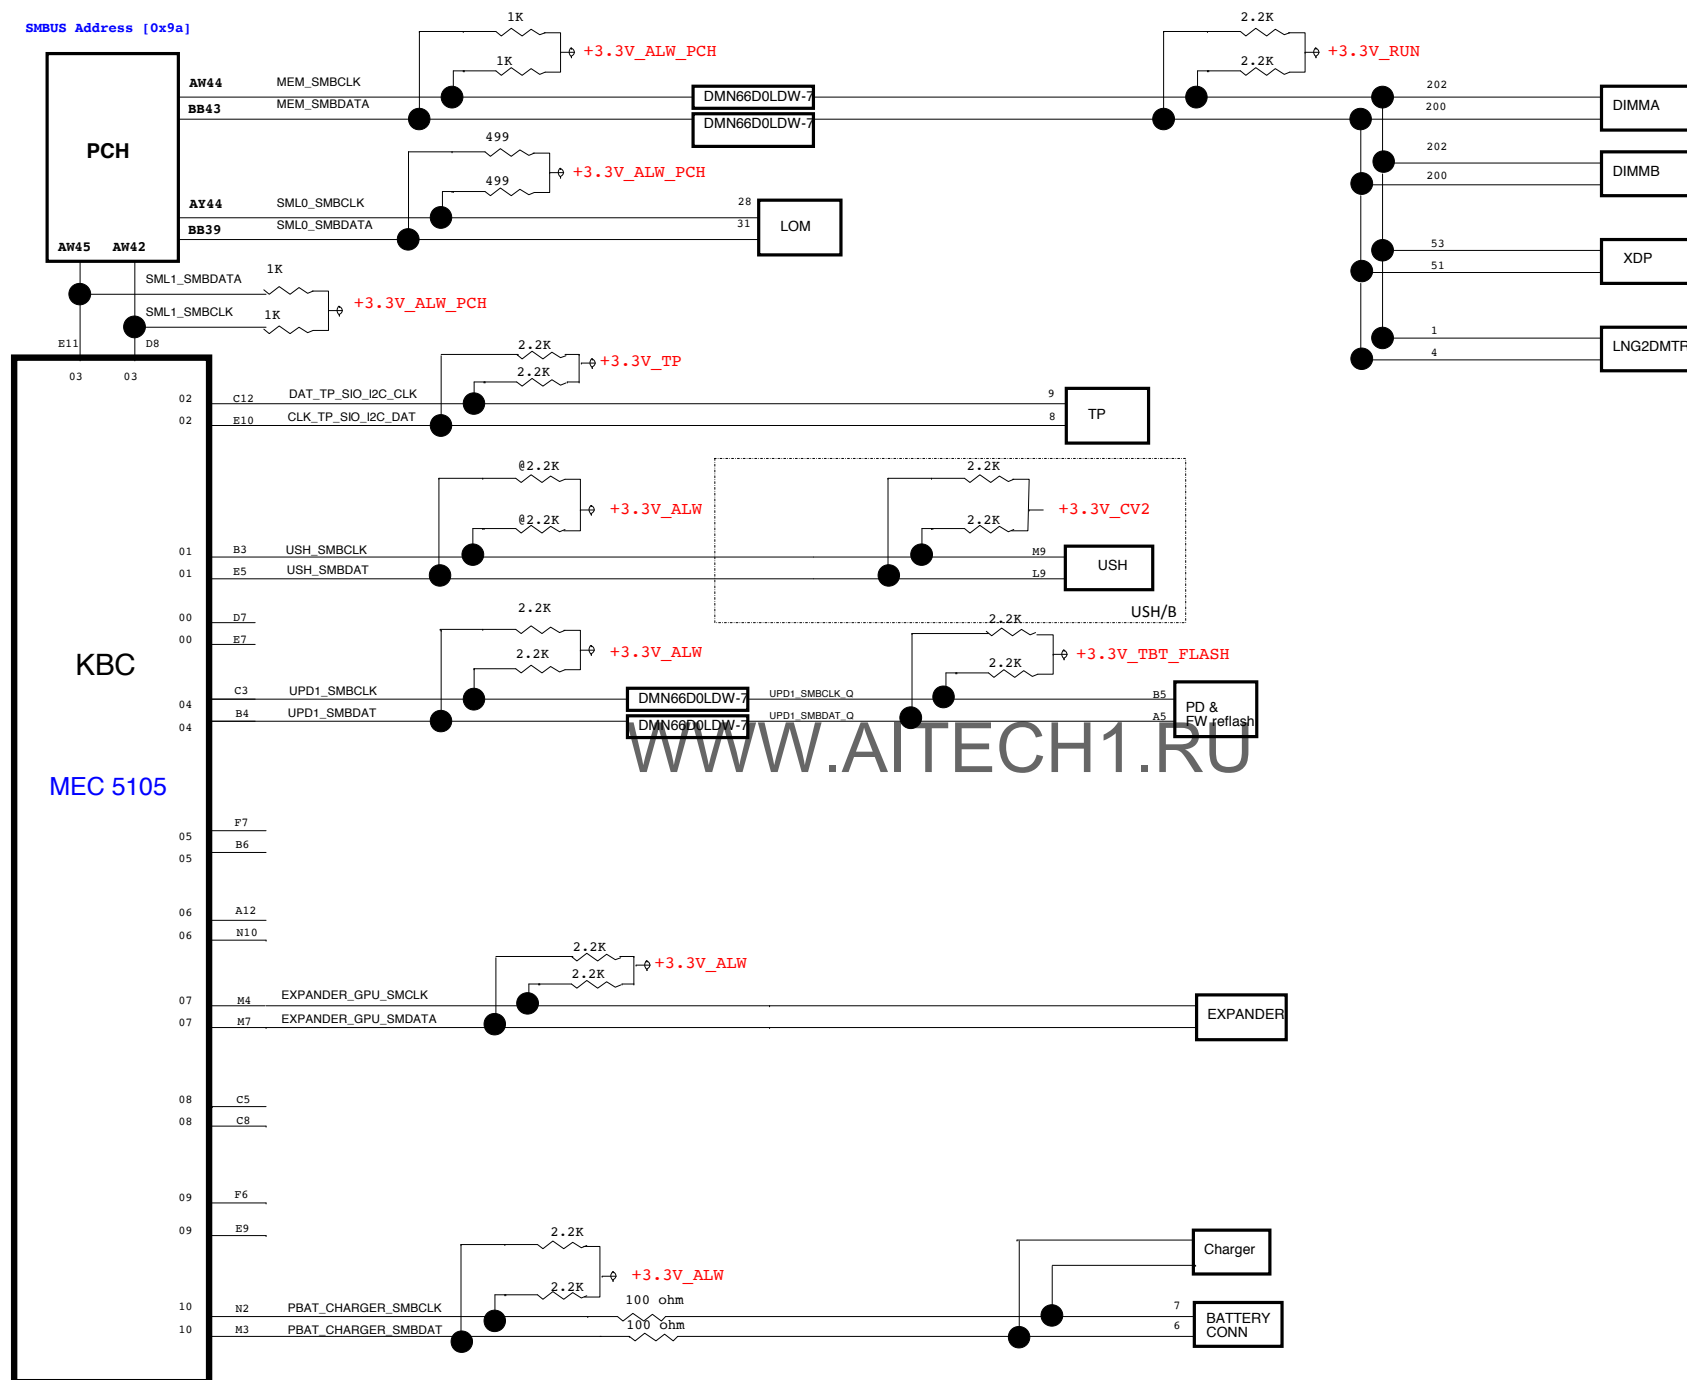 SMBUS Address [0x9a]
1K
1K
+3.3V_ALW_PCH
2.2K
2.2K
+3.3V_RUN
PCH
AW44
MEM_SMBCLK
BB43
MEM_SMBDATA
DMN66D0LDW-7
DMN66D0LDW-7
202
200
DIMMA
202
200
DIMMB
499
499
+3.3V_ALW_PCH
AY44
SML0_SMBCLK
28
BB39
SML0_SMBDATA
31
LOM
53
51
XDP
1
4
LNG2DMTR
AW45
AW42
SML1_SMBDATA
1K
SML1_SMBCLK
1K
+3.3V_ALW_PCH
E11
D8
03
03
KBC
MEC 5105
2.2K
2.2K
+3.3V_TP
02
C12
DAT_TP_SIO_I2C_CLK
9
02
E10
CLK_TP_SIO_I2C_DAT
8
TP
@2.2K
@2.2K
+3.3V_ALW
2.2K
2.2K
+3.3V_CV2
01
B3
USH_SMBCLK
M9
01
E5
USH_SMBDAT
L9
USH
USH/B
00
D7
00
E7
2.2K
2.2K
+3.3V_ALW
2.2K
2.2K
+3.3V_TBT_FLASH
04
C3
UPD1_SMBCLK
DMN66D0LDW-7
UPD1_SMBCLK_Q
B5
04
B4
UPD1_SMBDAT
DMN66D0LDW-7
UPD1_SMBDAT_Q
A5
PD &
FW reflash
WWW.AITECH1.RU
05
F7
05
B6
06
A12
06
N10
2.2K
2.2K
+3.3V_ALW
07
M4
EXPANDER_GPU_SMCLK
07
M7
EXPANDER_GPU_SMDATA
EXPANDER
08
C5
08
C8
09
F6
09
E9
2.2K
2.2K
+3.3V_ALW
Charger
10
N2
PBAT_CHARGER_SMBCLK
100 ohm
7
10
M3
PBAT_CHARGER_SMBDAT
100 ohm
6
BATTERY
CONN